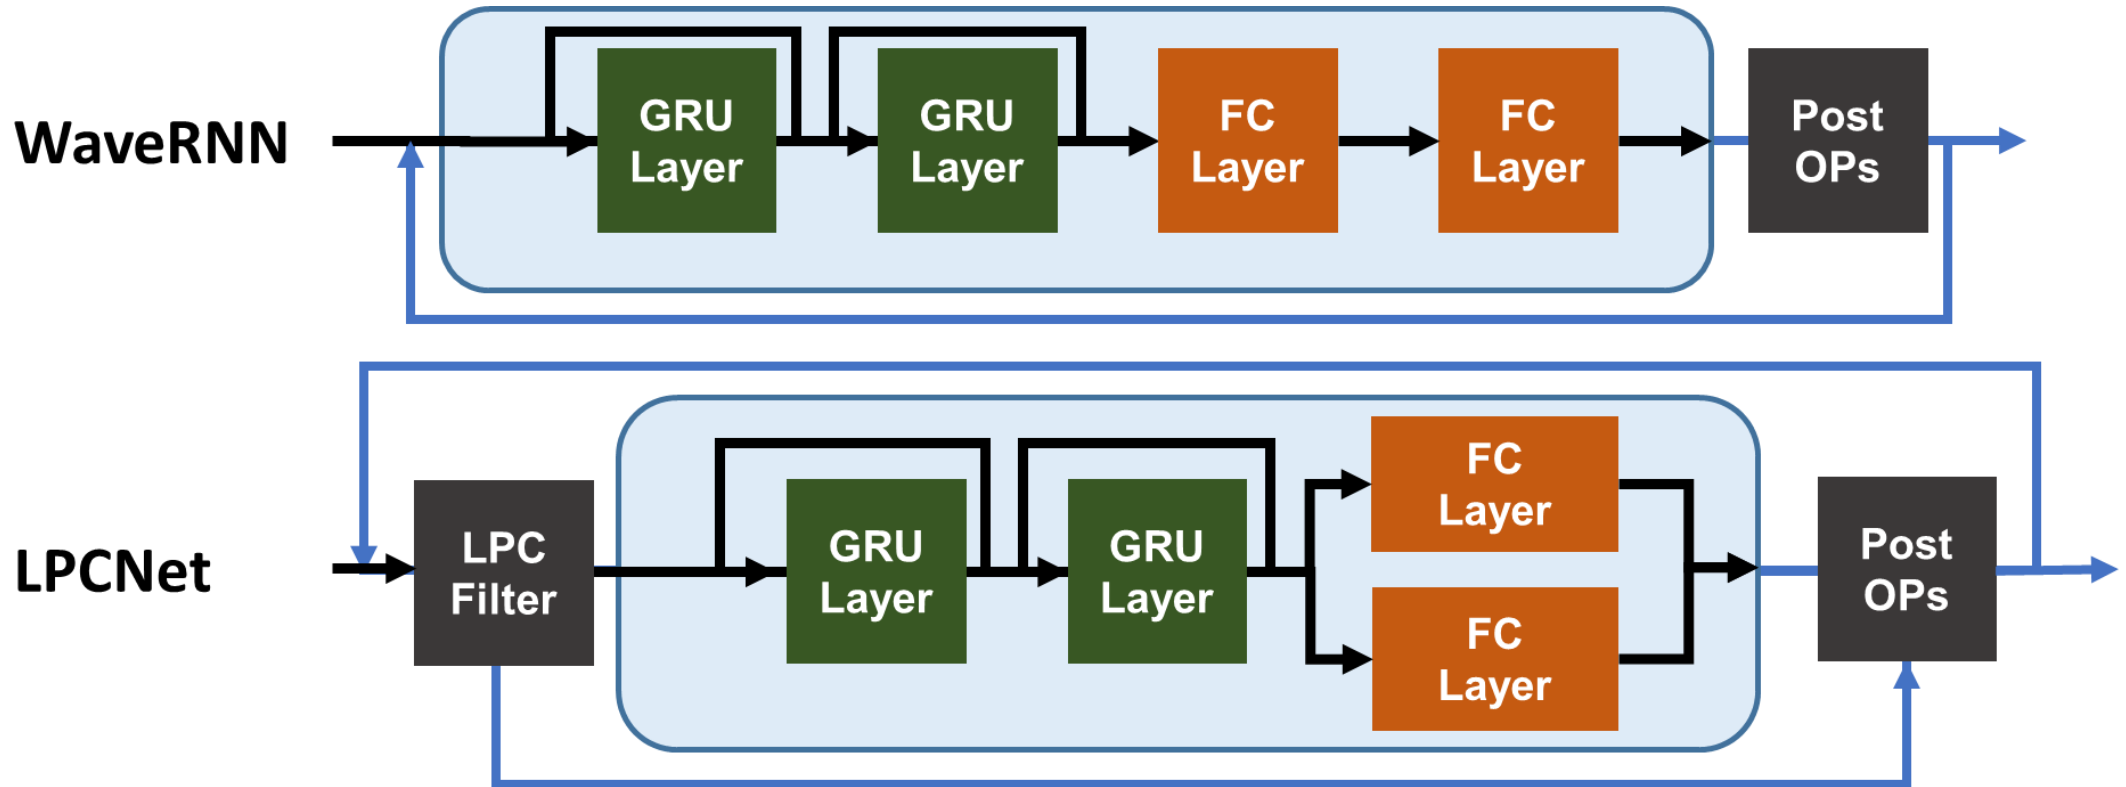 WaveRNN
GRU
Layer
GRU
Layer
FC
Layer
FC
Layer
Post
OPs
LPCNet
LPC
Filter
GRU
Layer
GRU
Layer
FC
Layer
FC
Layer
Post
OPs